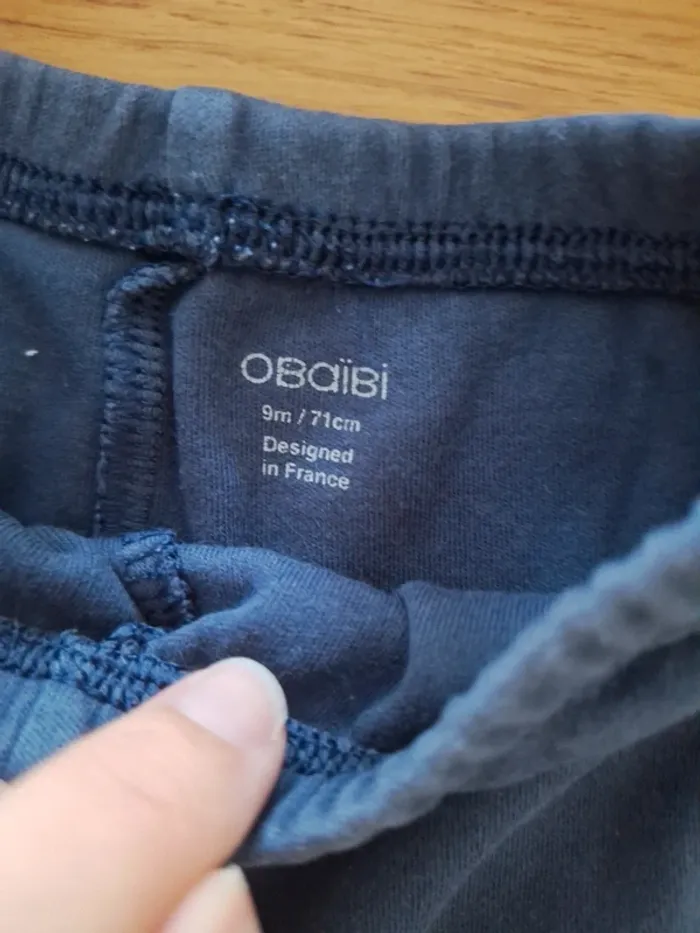 OBaïBi
9m / 71cm
Designed
in France